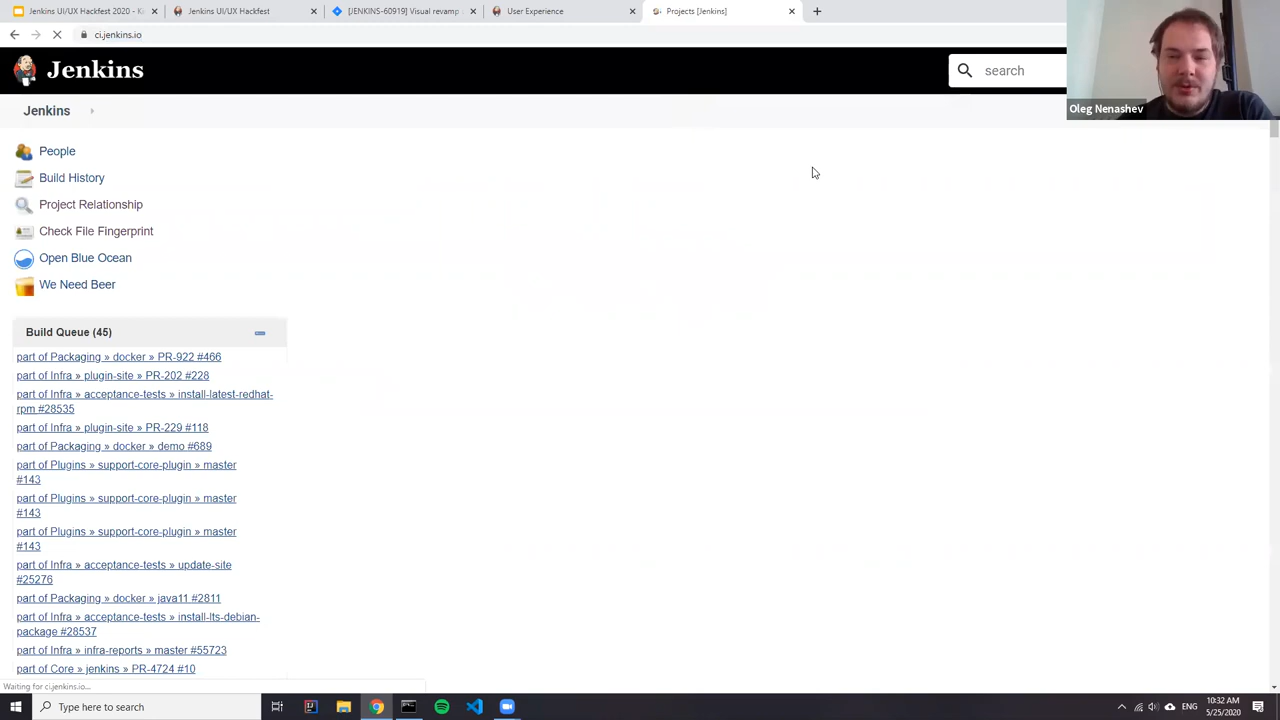 Jenkins UI/UX Hackfest 2020 - Ki
Jenkins UI/UX Hackfest
[JENKINS-60919] Visual revamp
User Experience
Projects [Jenkins]
ci.jenkins.io
Jenkins
search
Oleg Nenashev
Jenkins
People
Build History
Project Relationship
Check File Fingerprint
Open Blue Ocean
We Need Beer
Build Queue (45)
part of Packaging » docker » PR-922 #466
part of Infra » plugin-site » PR-202 #228
part of Infra » acceptance-tests » install-latest-redhat-
rpm #28535
part of Infra » plugin-site » PR-229 #118
part of Packaging » docker » demo #689
part of Plugins » support-core-plugin » master
#143
part of Plugins » support-core-plugin » master
#143
part of Plugins » support-core-plugin » master
#143
part of Infra » acceptance-tests » update-site
#25276
part of Packaging » docker » java11 #2811
part of Infra » acceptance-tests » install-lts-debian-
package #28537
part of Infra » infra-reports » master #55723
part of Core » jenkins » PR-4724 #10
Waiting for ci.jenkins.io...
Type here to search
ENG
10:32 AM
5/25/2020